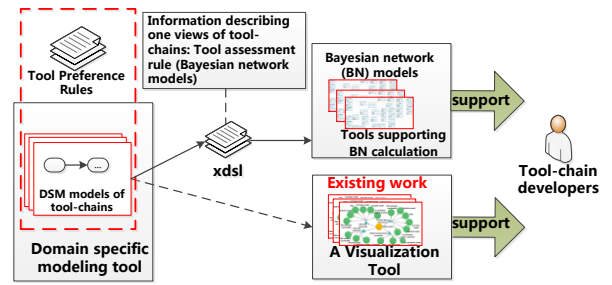 Tool Preference
Rules
...
DSM models of
tool-chains
Domain specific
modeling tool
Information describing
one views of tool-
chains: Tool assessment
rule (Bayesian network
models)
xdsl
Bayesian network
(BN) models
Tools supporting
BN calculation
Existing work
A Visualization
Tool
support
support
Tool-chain
developers